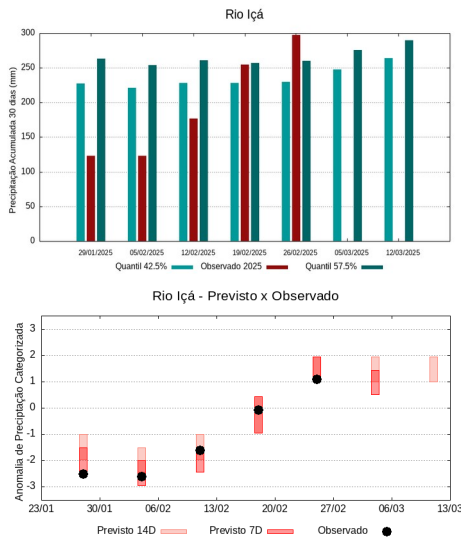 Rio Içá
Precipitação Acumulada 30 dias (mm)
300
250
200
150
100
50
0
29/01/2025 05/02/2025 12/02/2025 19/02/2025 26/02/2025 05/03/2025 12/03/2025
Quantil 42.5% Observado 2025 Quantil 57.5%
Rio Içá - Previsto x Observado
Anomalia de Preciptação Categorizada
3
2
1
0
-1
-2
-3
23/01 30/01 06/02 13/02 20/02 27/02 06/03 13/03
Previsto 14D Previsto 7D Observado